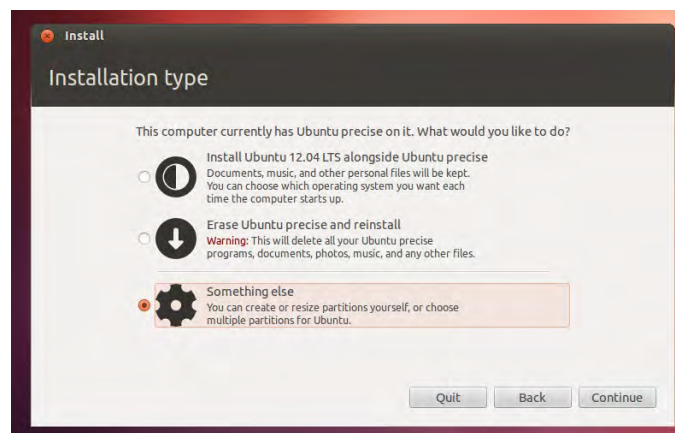 Install
Installation type
This computer currently has Ubuntu precise on it. What would you like to do?
Install Ubuntu 12.04 LTS alongside Ubuntu precise
Documents, music, and other personal files will be kept.
You can choose which operating system you want each
time the computer starts up.
Erase Ubuntu precise and reinstall
Warning: This will delete all your Ubuntu precise
programs, documents, photos, music, and any other files.
Something else
You can create or resize partitions yourself, or choose
multiple partitions for Ubuntu.
Quit Back Continue